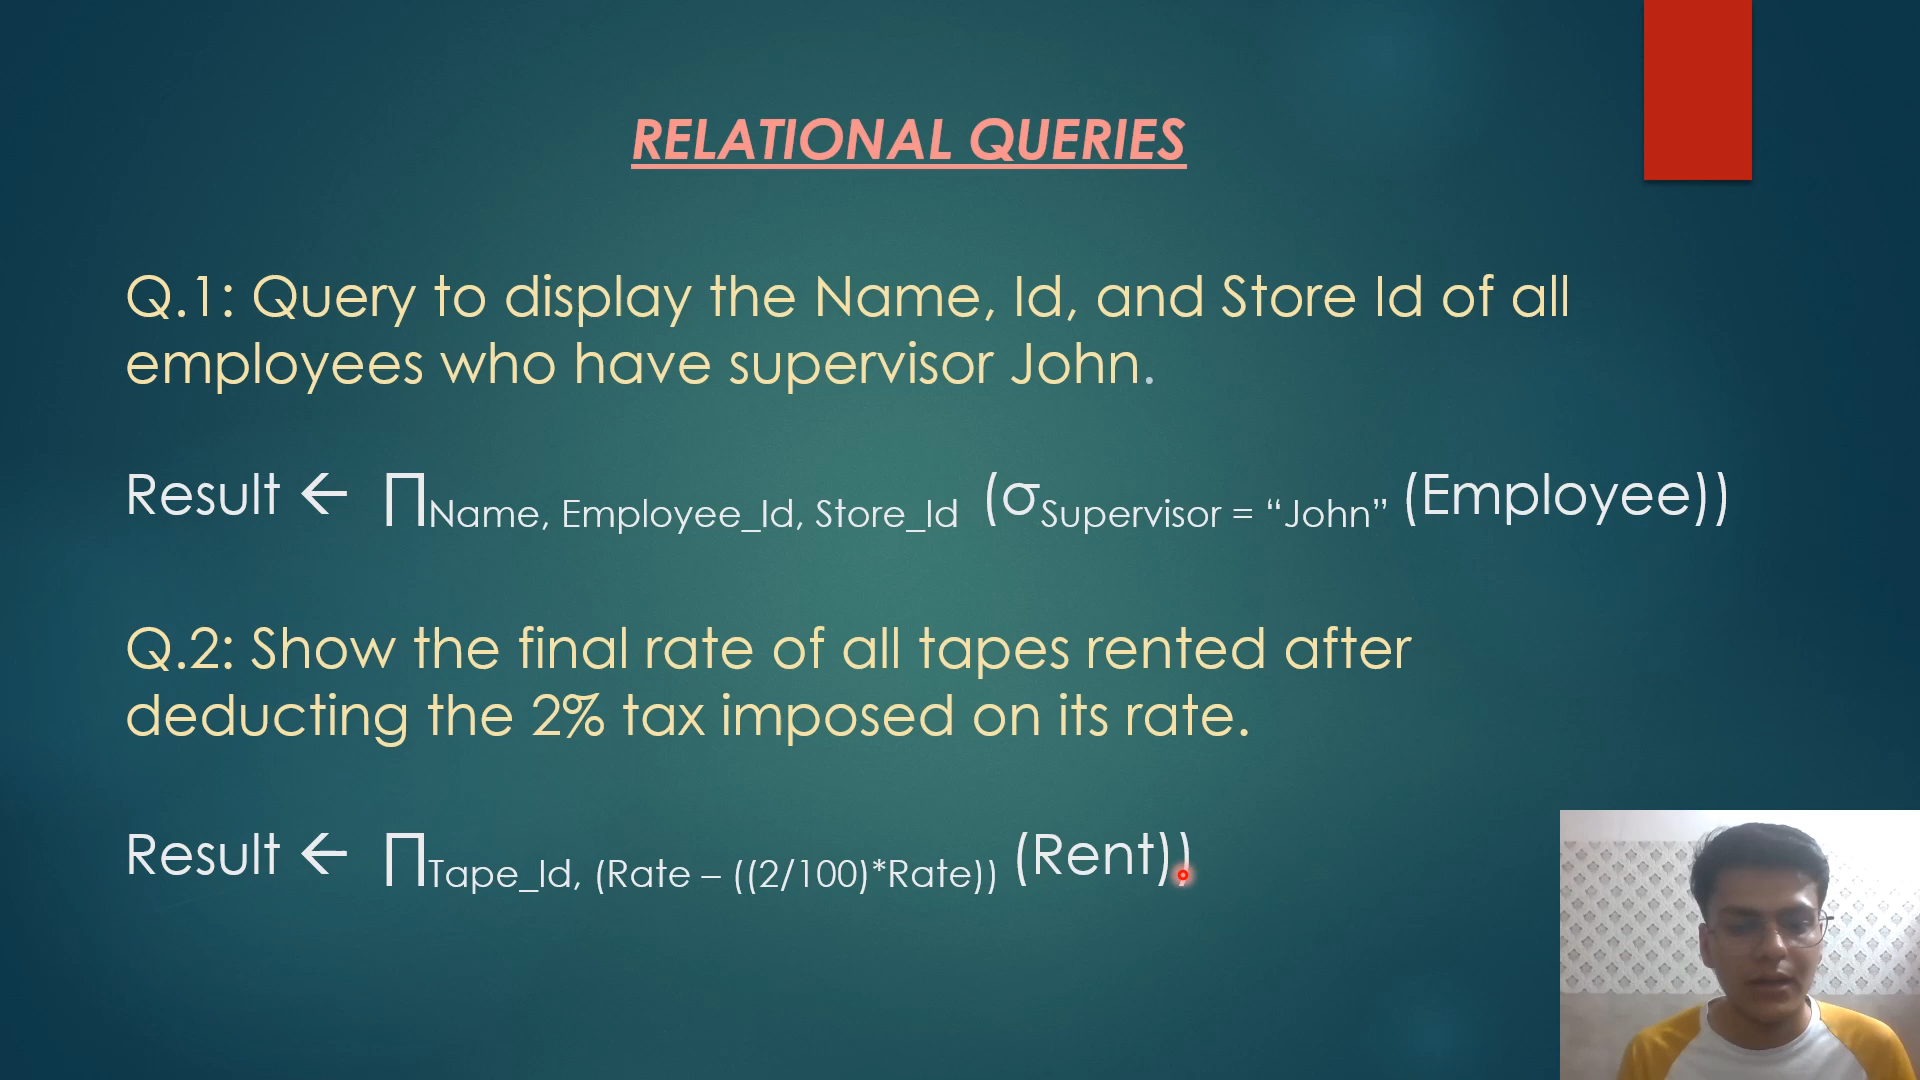 RELATIONAL QUERIES
Q.1: Query to display the Name, Id, and Store Id of all
employees who have supervisor John.
Result ← ∏Name, Employee_Id, Store_Id (σSupervisor = “John” (Employee))
Q.2: Show the final rate of all tapes rented after
deducting the 2% tax imposed on its rate.
Result ← ∏Tape_Id, (Rate – ((2/100)*Rate)) (Rent))